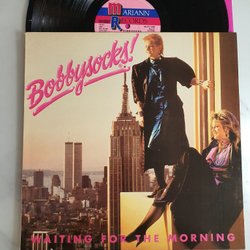 MARIANN
RECORDS
Bobbysocks!
WAITING FOR THE MORNING